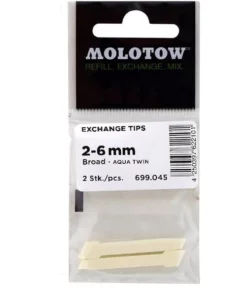 MOLOTOW
REFILL. EXCHANGE. MIX.
EXCHANGE TIPS
2-6 mm
Broad - AQUA TWIN
2 Stk./pcs. 699.045